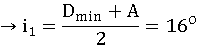 → i₁ = (D_min + A)/2 = 16°